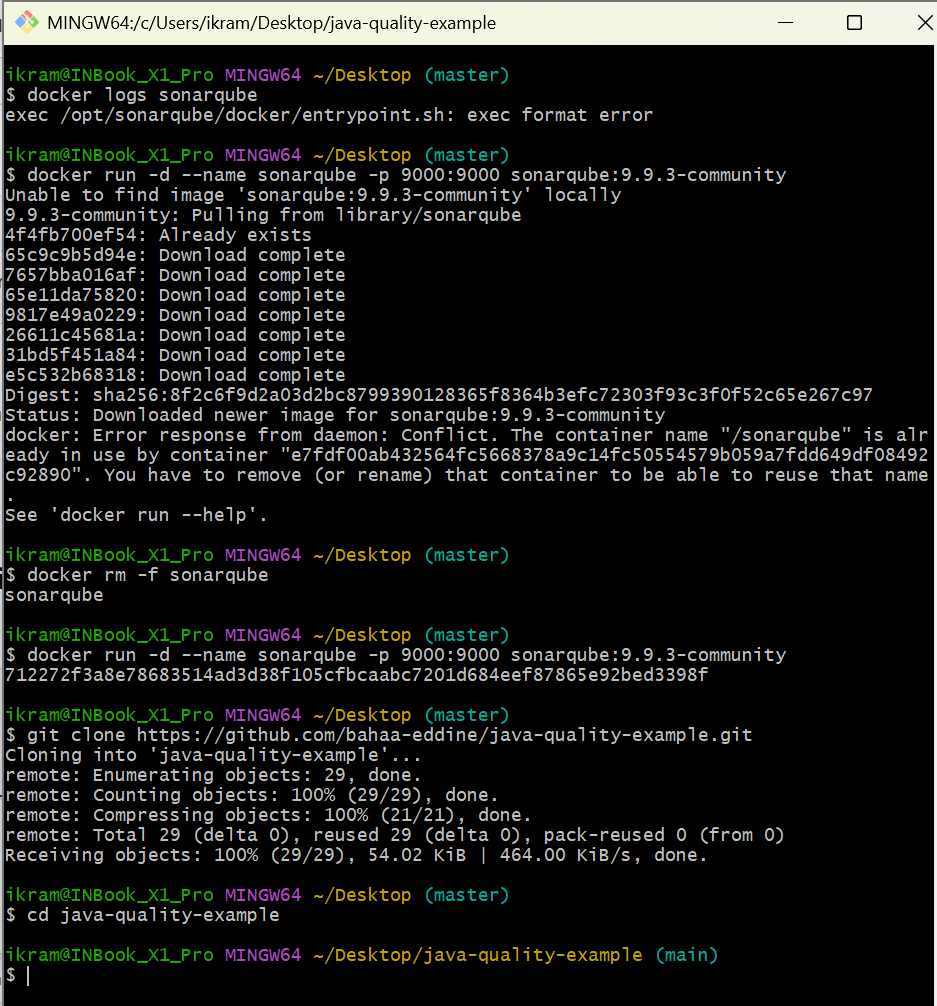 MINGW64:/c/Users/ikram/Desktop/java-quality-example
ikram@INBook_X1_Pro MINGW64 ~/Desktop (master)
$ docker logs sonarqube
exec /opt/sonarqube/docker/entrypoint.sh: exec format error
ikram@INBook_X1_Pro MINGW64 ~/Desktop (master)
$ docker run -d --name sonarqube -p 9000:9000 sonarqube:9.9.3-community
Unable to find image 'sonarqube:9.9.3-community' locally
9.9.3-community: Pulling from library/sonarqube
4f4fb700ef54: Already exists
65c9c9b5d94e: Download complete
7657bba016af: Download complete
65e11da75820: Download complete
9817e49a0229: Download complete
26611c45681a: Download complete
31bd5f451a84: Download complete
e5c532b68318: Download complete
Digest: sha256:8f2c6f9d2a03d2bc8799390128365f8364b3efc72303f93c3f0f52c65e267c97
Status: Downloaded newer image for sonarqube:9.9.3-community
docker: Error response from daemon: Conflict. The container name "/sonarqube" is alr
eady in use by container "e7fdf00ab432564fc5668378a9c14fc50554579b059a7fdd649df08492
c92890". You have to remove (or rename) that container to be able to reuse that name
.
See 'docker run --help'.
ikram@INBook_X1_Pro MINGW64 ~/Desktop (master)
$ docker rm -f sonarqube
sonarqube
ikram@INBook_X1_Pro MINGW64 ~/Desktop (master)
$ docker run -d --name sonarqube -p 9000:9000 sonarqube:9.9.3-community
712272f3a8e78683514ad3d38f105cfbcaabc7201d684eef87865e92bed3398f
ikram@INBook_X1_Pro MINGW64 ~/Desktop (master)
$ git clone https://github.com/bahaa-eddine/java-quality-example.git
Cloning into 'java-quality-example'...
remote: Enumerating objects: 29, done.
remote: Counting objects: 100% (29/29), done.
remote: Compressing objects: 100% (21/21), done.
remote: Total 29 (delta 0), reused 29 (delta 0), pack-reused 0 (from 0)
Receiving objects: 100% (29/29), 54.02 KiB | 464.00 KiB/s, done.
ikram@INBook_X1_Pro MINGW64 ~/Desktop (master)
$ cd java-quality-example
ikram@INBook_X1_Pro MINGW64 ~/Desktop/java-quality-example (main)
$